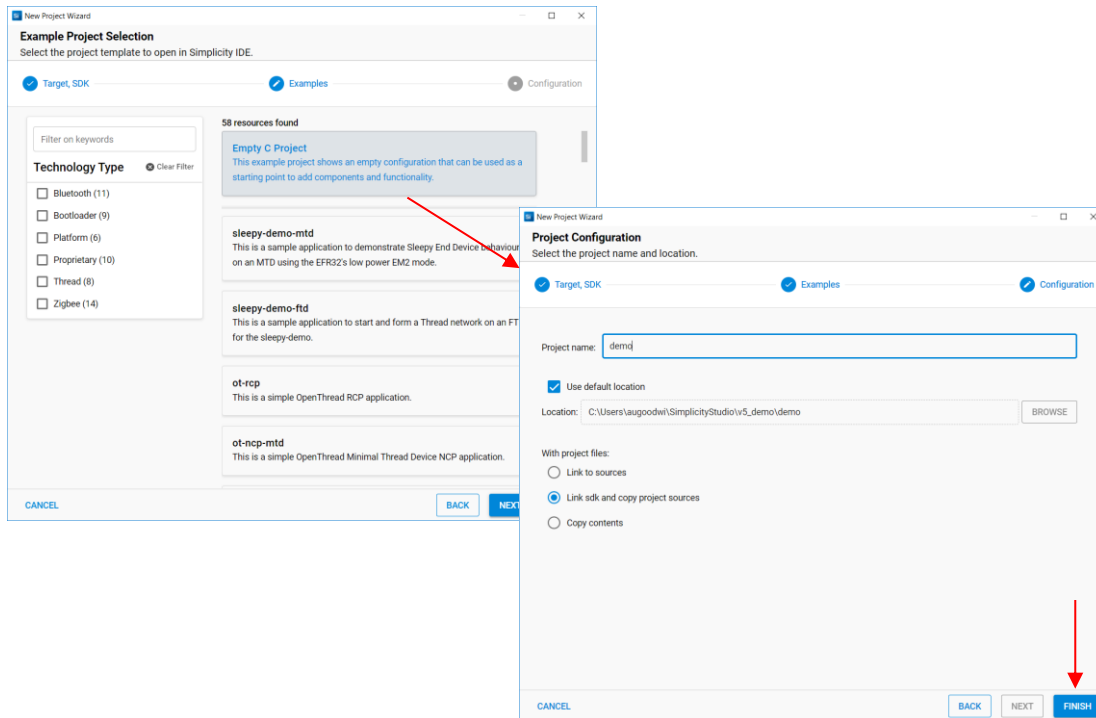 New Project Wizard
Example Project Selection
Select the project template to open in Simplicity IDE.
Target, SDK
Examples
Configuration
Filter on keywords
Technology Type
Clear Filter
Bluetooth (11)
Bootloader (9)
Platform (6)
Proprietary (10)
Thread (8)
Zigbee (14)
58 resources found
Empty C Project
This example project shows an empty configuration that can be used as a
starting point to add components and functionality.
sleepy-demo-mtd
This is a sample application to demonstrate Sleepy End Device behaviour
on an MTD using the EFR32's low power EM2 mode.
sleepy-demo-ftd
This is a sample application to start and form a Thread network on an FT
for the sleepy-demo.
ot-rcp
This is a simple OpenThread RCP application.
ot-ncp-mtd
This is a simple OpenThread Minimal Thread Device NCP application.
CANCEL
BACK
NEXT
New Project Wizard
Project Configuration
Select the project name and location.
Target, SDK
Examples
Configuration
Project name:
demo
Use default location
Location:
C:\Users\augoodwi\SimplicityStudio\v5_demo\demo
BROWSE
With project files:
Link to sources
Link sdk and copy project sources
Copy contents
CANCEL
BACK
NEXT
FINISH